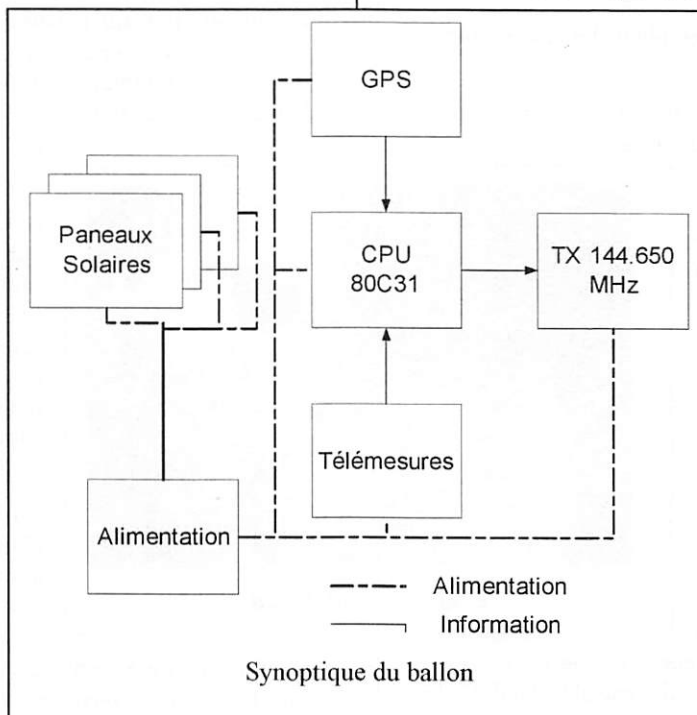 GPS
Paneaux
Solaires
CPU
80C31
TX 144.650
MHz
Télémesures
Alimentation
Alimentation
Information
Synoptique du ballon